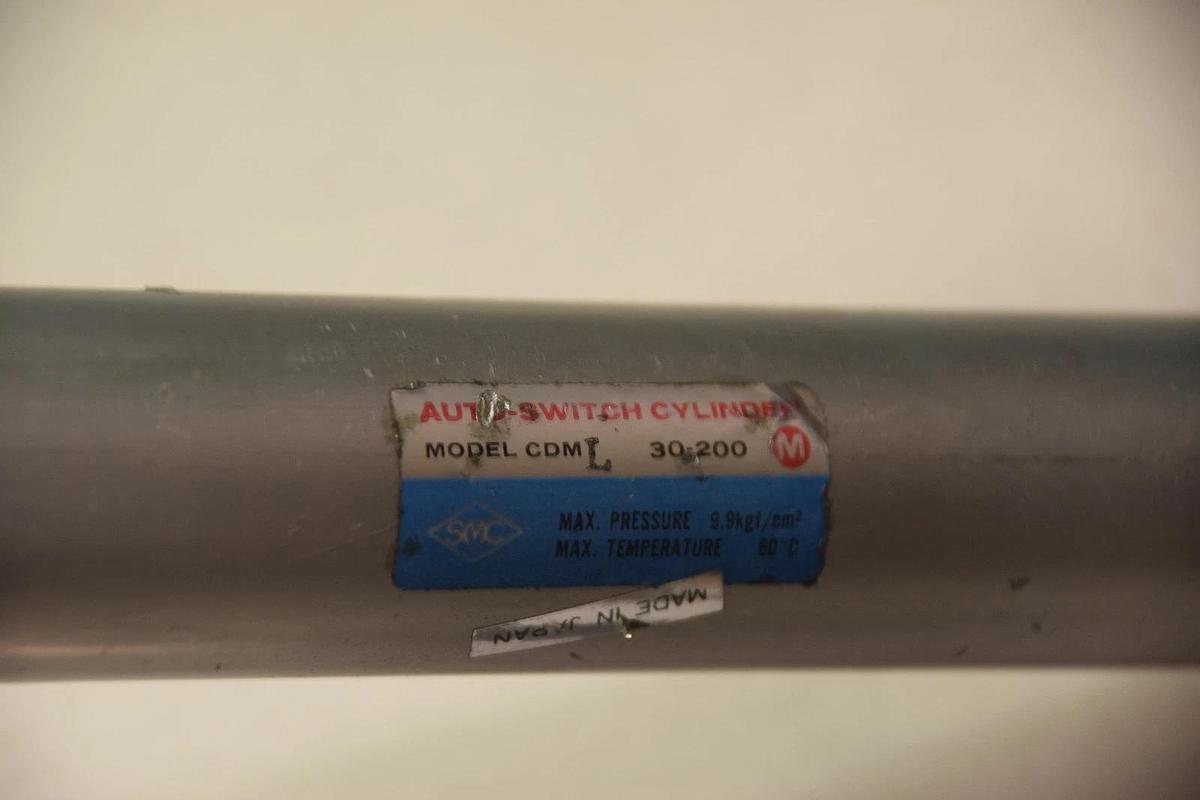 AUTO-SWITCH CYLINDER
MODEL CDML 30-200
M
SMC
MAX. PRESSURE 9.9kgf/cm²
MAX. TEMPERATURE 60°C
MADE IN JAPAN